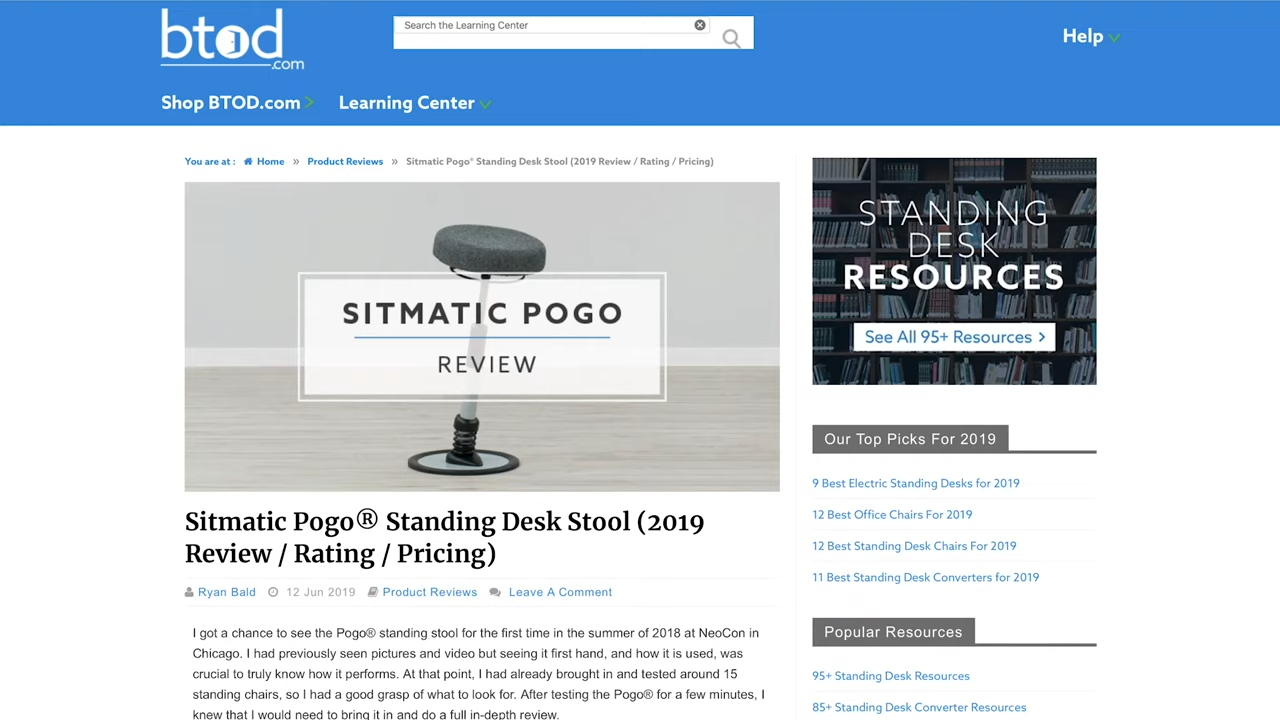 btod
.com
Search the Learning Center
Help
Shop BTOD.com
Learning Center
You are at : Home » Product Reviews » Sitmatic Pogo® Standing Desk Stool (2019 Review / Rating / Pricing)
SITMATIC POGO
REVIEW
Sitmatic Pogo® Standing Desk Stool (2019
Review / Rating / Pricing)
Ryan Bald 12 Jun 2019 Product Reviews Leave A Comment
I got a chance to see the Pogo® standing stool for the first time in the summer of 2018 at NeoCon in
Chicago. I had previously seen pictures and video but seeing it first hand, and how it is used, was
crucial to truly know how it performs. At that point, I had already brought in and tested around 15
standing chairs, so I had a good grasp of what to look for. After testing the Pogo® for a few minutes, I
knew that I would need to bring it in and do a full in-depth review.
STANDING
DESK
RESOURCES
See All 95+ Resources >
Our Top Picks For 2019
9 Best Electric Standing Desks for 2019
12 Best Office Chairs For 2019
12 Best Standing Desk Chairs For 2019
11 Best Standing Desk Converters for 2019
Popular Resources
95+ Standing Desk Resources
85+ Standing Desk Converter Resources